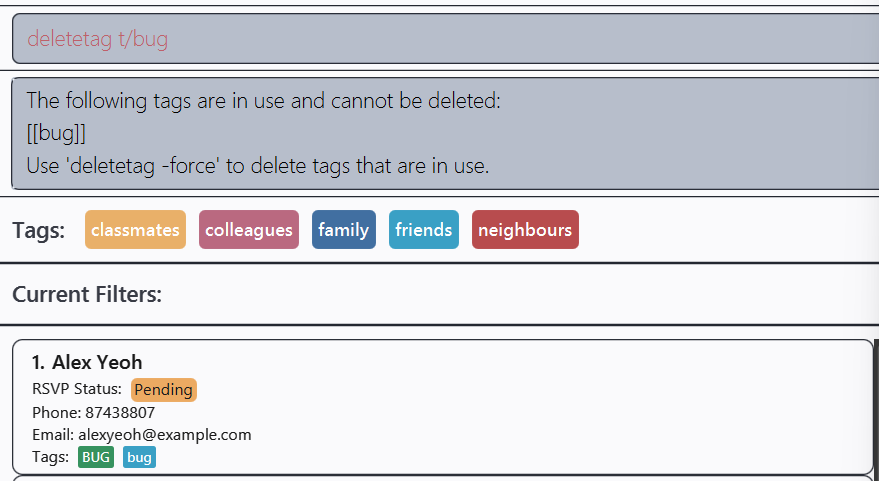 deletetag t/bug
The following tags are in use and cannot be deleted:
[[bug]]
Use 'deletetag -force' to delete tags that are in use.
Tags: classmates colleagues family friends neighbours
Current Filters:
1. Alex Yeoh
RSVP Status: Pending
Phone: 87438807
Email: alexyeoh@example.com
Tags: BUG bug